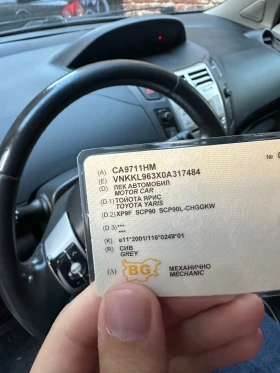 (A) CA9711HM
№
(E) VNKKL963X0A317484
(D) ЛЕК АВТОМОБИЛ
MOTOR CAR
(D.1) ТОЙОТА ЯРИС
TOYOTA YARIS
(D.2) XP9F SCP90 SCP90L-CHGGKW
(D.3) ***
***
(K) e11*2001/116*0249*01
(R) СИВ
GREY
(A) BG МЕХАНИЧНО
MECHANIC